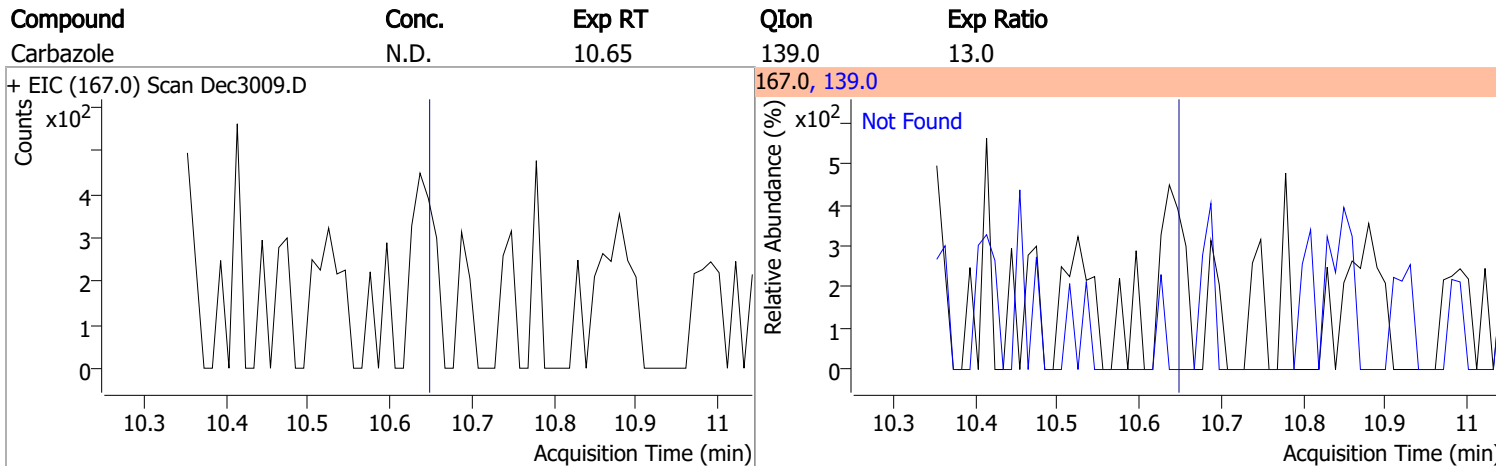 Compound Conc. Exp RT QIon Exp Ratio
Carbazole N.D. 10.65 139.0 13.0
+ EIC (167.0) Scan Dec3009.D
Counts
x10²
4
3
2
1
0
10.3 10.4 10.5 10.6 10.7 10.8 10.9 11
Acquisition Time (min)
167.0, 139.0
Relative Abundance (%)
x10²
Not Found
5
4
3
2
1
0
10.3 10.4 10.5 10.6 10.7 10.8 10.9 11
Acquisition Time (min)